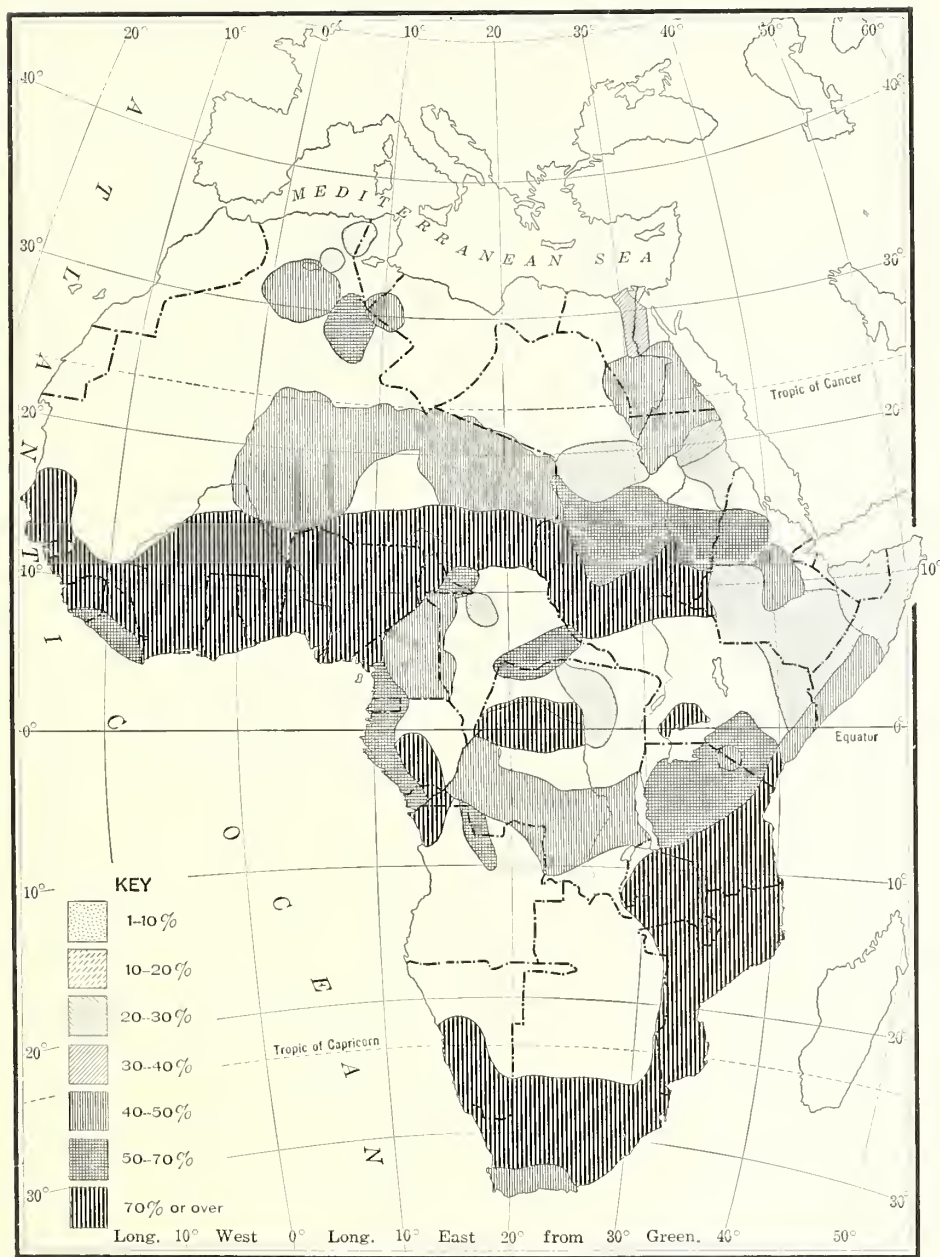 20° 10° 0° 10° 20 30° 40° 50° 60°
40° 40°
ATLANTIC OCEAN
MEDITERRANEAN SEA
30° 30°
Tropic of Cancer
20° 20°
10° 10°
0° 0°
Equator
10° 10°
KEY
1-10%
10-20%
20-30%
30-40%
40-50%
50-70%
70% or over
Tropic of Capricorn
20° 20°
30° 30°
Long. 10° West 0° Long. 10° East 20° from 30° Green. 40° 50°